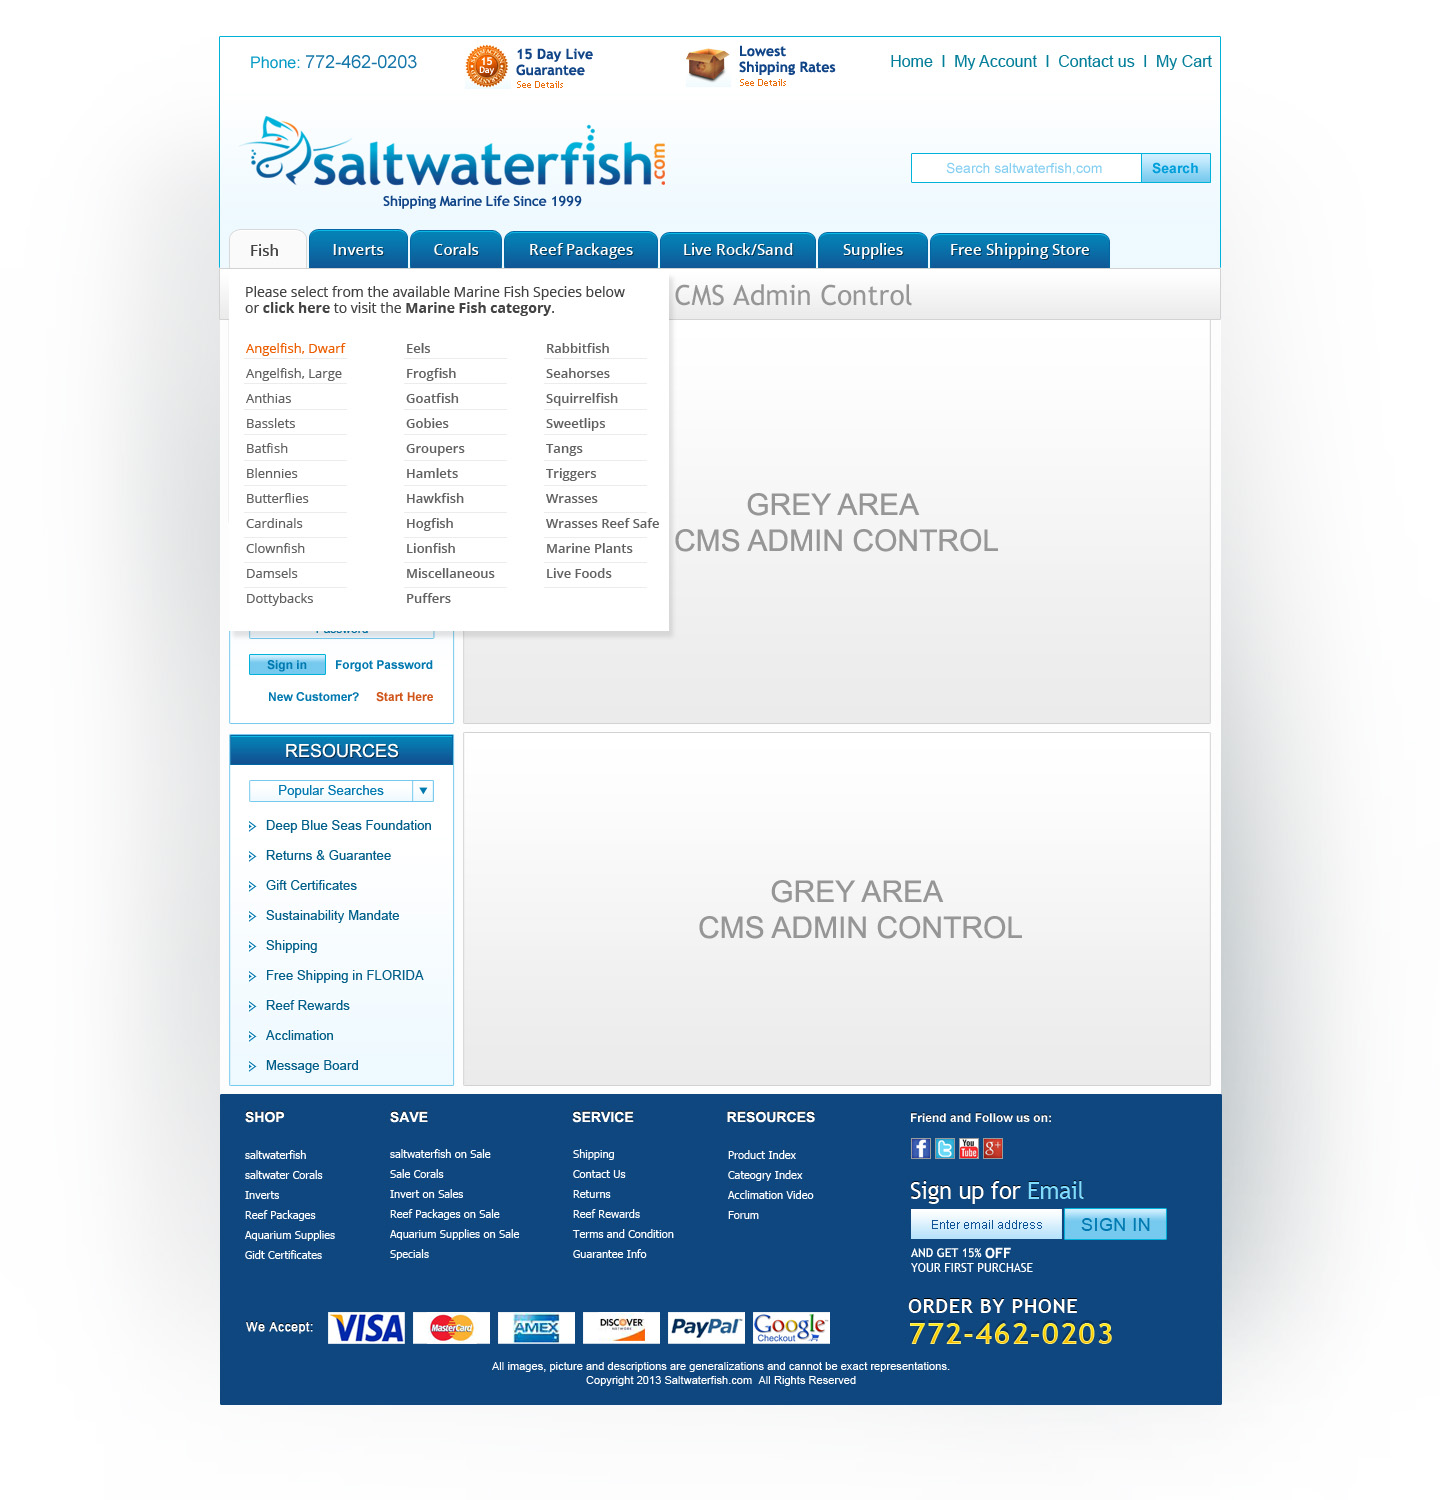 Phone: 772-462-0203
15 Day
15 Day Live
Guarantee
See Details
Lowest
Shipping Rates
See Details
Home I My Account I Contact us I My Cart
saltwaterfish.com
Shipping Marine Life Since 1999
Search saltwaterfish.com
Search
Fish
Inverts
Corals
Reef Packages
Live Rock/Sand
Supplies
Free Shipping Store
CMS Admin Control
Please select from the available Marine Fish Species below
or click here to visit the Marine Fish category.
Angelfish, Dwarf
Angelfish, Large
Anthias
Basslets
Batfish
Blennies
Butterflies
Cardinals
Clownfish
Damsels
Dottybacks
Eels
Frogfish
Goatfish
Gobies
Groupers
Hamlets
Hawkfish
Hogfish
Lionfish
Miscellaneous
Puffers
Rabbitfish
Seahorses
Squirrelfish
Sweetlips
Tangs
Triggers
Wrasses
Wrasses Reef Safe
Marine Plants
Live Foods
GREY AREA
CMS ADMIN CONTROL
Password
Sign in
Forgot Password
New Customer? Start Here
RESOURCES
Popular Searches
Deep Blue Seas Foundation
Returns & Guarantee
Gift Certificates
Sustainability Mandate
Shipping
Free Shipping in FLORIDA
Reef Rewards
Acclimation
Message Board
GREY AREA
CMS ADMIN CONTROL
SHOP
saltwaterfish
saltwater Corals
Inverts
Reef Packages
Aquarium Supplies
Gidt Certificates
SAVE
saltwaterfish on Sale
Sale Corals
Invert on Sales
Reef Packages on Sale
Aquarium Supplies on Sale
Specials
SERVICE
Shipping
Contact Us
Returns
Reef Rewards
Terms and Condition
Guarantee Info
RESOURCES
Product Index
Cateogry Index
Acclimation Video
Forum
Friend and Follow us on:
You Tube
Sign up for Email
Enter email address
SIGN IN
AND GET 15% OFF
YOUR FIRST PURCHASE
ORDER BY PHONE
772-462-0203
We Accept:
VISA
MasterCard
AMEX
DISCOVER
NETWORK
PayPal
Google
Checkout
All images, picture and descriptions are generalizations and cannot be exact representations.
Copyright 2013 Saltwaterfish.com All Rights Reserved